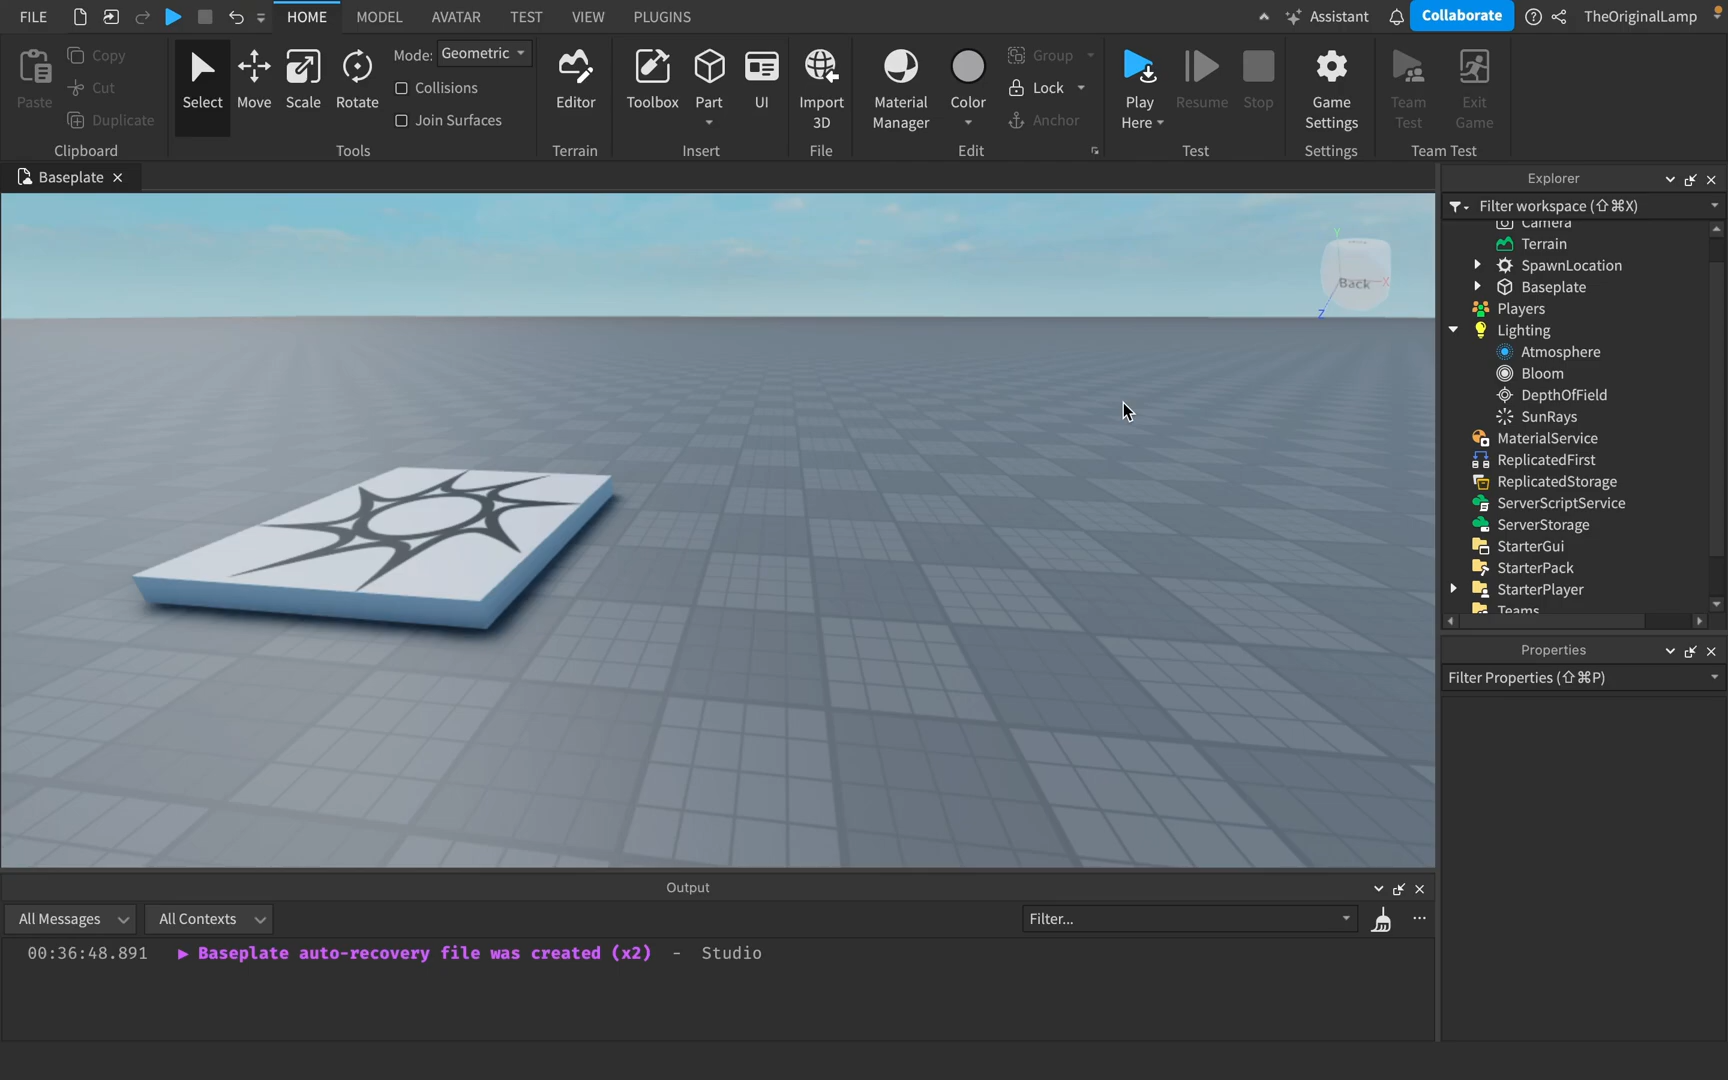 FILE HOME MODEL AVATAR TEST VIEW PLUGINS Assistant Collaborate TheOriginalLamp
Paste
Copy
Cut
Duplicate
Clipboard
Select
Move
Scale
Rotate
Mode: Geometric
Collisions
Join Surfaces
Tools
Editor
Terrain
Toolbox
Part
UI
Insert
Import
3D
File
Material
Manager
Color
Group
Lock
Anchor
Edit
Play
Here
Resume
Stop
Test
Game
Settings
Settings
Team
Test
Exit
Game
Team Test
Baseplate
Y
Back
X
Z
Explorer
Filter workspace (⇧⌘X)
Camera
Terrain
SpawnLocation
Baseplate
Players
Lighting
Atmosphere
Bloom
DepthOfField
SunRays
MaterialService
ReplicatedFirst
ReplicatedStorage
ServerScriptService
ServerStorage
StarterGui
StarterPack
StarterPlayer
Teams
Properties
Filter Properties (⇧⌘P)
Output
All Messages All Contexts Filter...
00:36:48.891 ▶ Baseplate auto-recovery file was created (x2) - Studio